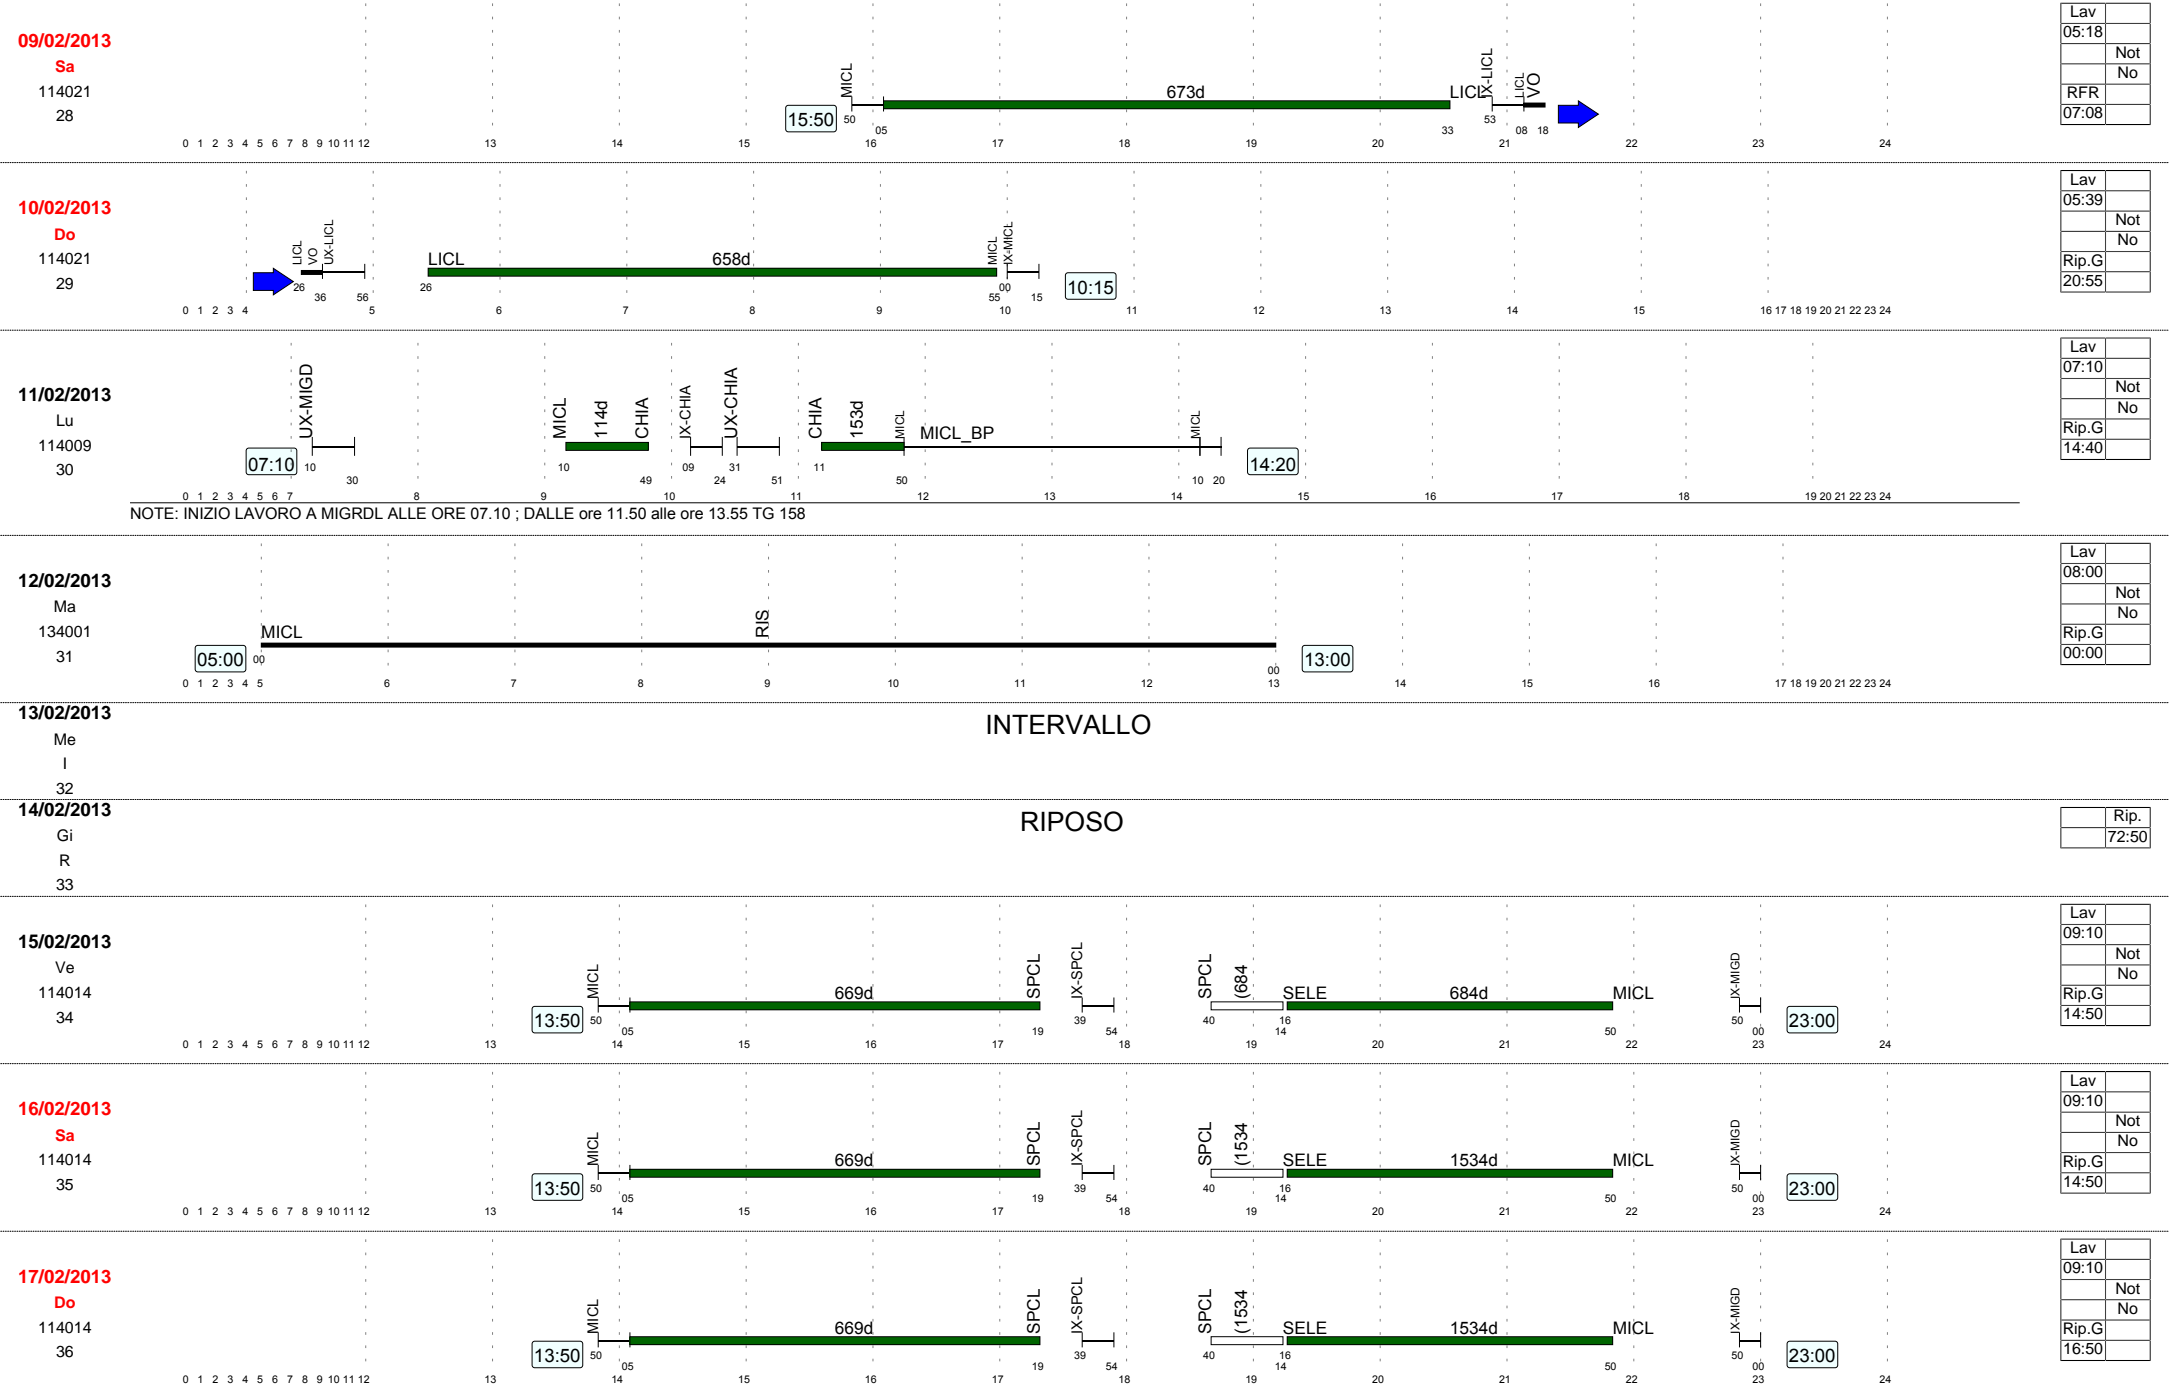 09/02/2013
Sa
114021
28
15:50
MICL
50
05
673d
LICL
33
IX-LICL
53
LICL
08
VO
18
0 1 2 3 4 5 6 7 8 9 10 11 12 13 14 15 16 17 18 19 20 21 22 23 24
Lav
05:18
Not
No
RFR
07:08
10/02/2013
Do
114021
29
LICL
26
VO
36
UX-LICL
56
LICL
26
658d
MICL
55
IX-MICL
00
15
10:15
0 1 2 3 4 5 6 7 8 9 10 11 12 13 14 15 16 17 18 19 20 21 22 23 24
Lav
05:39
Not
No
Rip.G
20:55
11/02/2013
Lu
114009
30
07:10
UX-MIGD
10
30
MICL
10
114d
CHIA
49
IX-CHIA
09
24
UX-CHIA
31
51
CHIA
11
153d
MICL
50
MICL_BP
MICL
10
20
14:20
0 1 2 3 4 5 6 7 8 9 10 11 12 13 14 15 16 17 18 19 20 21 22 23 24
NOTE: INIZIO LAVORO A MIGRDL ALLE ORE 07.10 ; DALLE ore 11.50 alle ore 13.55 TG 158
Lav
07:10
Not
No
Rip.G
14:40
12/02/2013
Ma
134001
31
05:00
MICL
00
RIS
00
13:00
0 1 2 3 4 5 6 7 8 9 10 11 12 13 14 15 16 17 18 19 20 21 22 23 24
Lav
08:00
Not
No
Rip.G
00:00
13/02/2013
Me
I
32
INTERVALLO
14/02/2013
Gi
R
33
RIPOSO
Rip.
72:50
15/02/2013
Ve
114014
34
13:50
MICL
50
05
669d
SPCL
19
IX-SPCL
39
54
SPCL
40
(684
14
SELE
16
684d
MICL
50
IX-MIGD
50
00
23:00
0 1 2 3 4 5 6 7 8 9 10 11 12 13 14 15 16 17 18 19 20 21 22 23 24
Lav
09:10
Not
No
Rip.G
14:50
16/02/2013
Sa
114014
35
13:50
MICL
50
05
669d
SPCL
19
IX-SPCL
39
54
SPCL
40
(1534
14
SELE
16
1534d
MICL
50
IX-MIGD
50
00
23:00
0 1 2 3 4 5 6 7 8 9 10 11 12 13 14 15 16 17 18 19 20 21 22 23 24
Lav
09:10
Not
No
Rip.G
14:50
17/02/2013
Do
114014
36
13:50
MICL
50
05
669d
SPCL
19
IX-SPCL
39
54
SPCL
40
(1534
14
SELE
16
1534d
MICL
50
IX-MIGD
50
00
23:00
0 1 2 3 4 5 6 7 8 9 10 11 12 13 14 15 16 17 18 19 20 21 22 23 24
Lav
09:10
Not
No
Rip.G
16:50